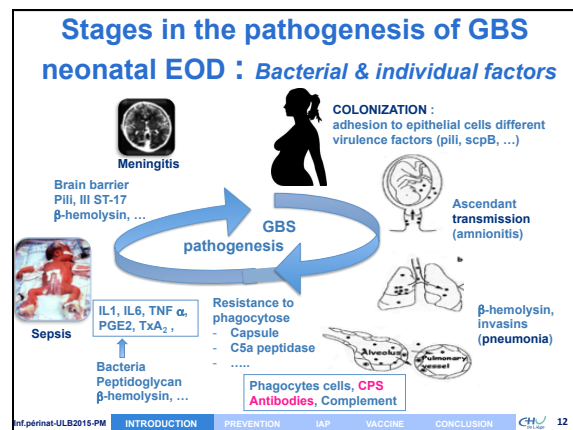 Stages in the pathogenesis of GBS
neonatal EOD : Bacterial & individual factors
COLONIZATION :
adhesion to epithelial cells different
virulence factors (pili, scpB, …)
Meningitis
Brain barrier
Pili, III ST-17
β-hemolysin, …
GBS
pathogenesis
Ascendant
transmission
(amnionitis)
b
β-hemolysin,
invasins
(pneumonia)
Alveolus
Pulmonary
vessel
Sepsis
IL1, IL6, TNF α,
PGE2, TxA2 ,
Bacteria
Peptidoglycan
β-hemolysin, …
Resistance to
phagocytose
- Capsule
- C5a peptidase
- …..
Phagocytes cells, CPS
Antibodies, Complement
Inf.périnat-ULB2015-PM INTRODUCTION PREVENTION IAP VACCINE CONCLUSION CHU de Liège 12